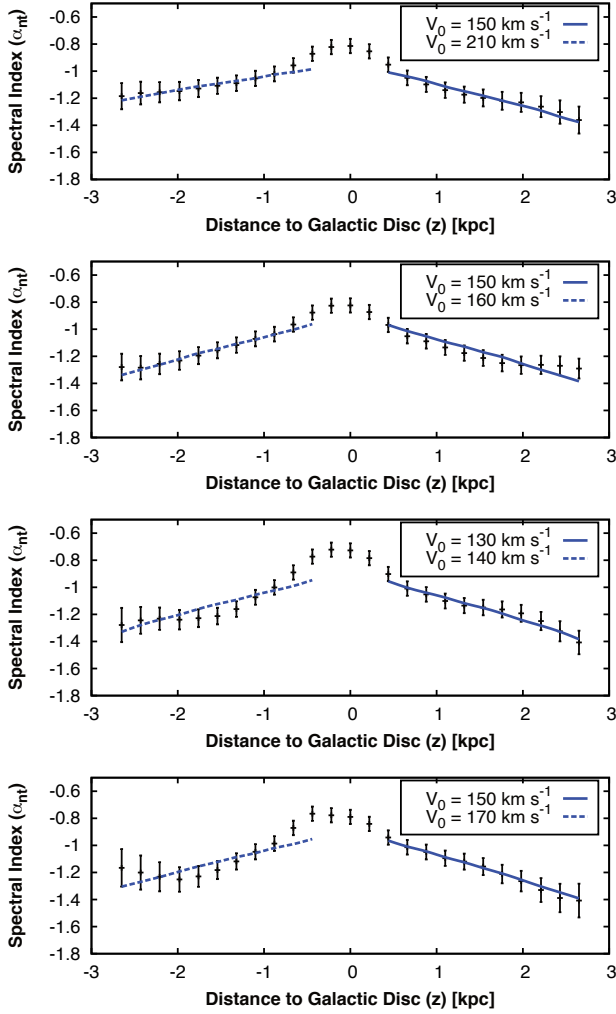 V₀ = 150 km s⁻¹
V₀ = 210 km s⁻¹
Spectral Index (αₙₜ)
-0.6
-0.8
-1
-1.2
-1.4
-1.6
-1.8
-3 -2 -1 0 1 2 3
Distance to Galactic Disc (z) [kpc]
V₀ = 150 km s⁻¹
V₀ = 160 km s⁻¹
Spectral Index (αₙₜ)
-0.6
-0.8
-1
-1.2
-1.4
-1.6
-1.8
-3 -2 -1 0 1 2 3
Distance to Galactic Disc (z) [kpc]
V₀ = 130 km s⁻¹
V₀ = 140 km s⁻¹
Spectral Index (αₙₜ)
-0.6
-0.8
-1
-1.2
-1.4
-1.6
-1.8
-3 -2 -1 0 1 2 3
Distance to Galactic Disc (z) [kpc]
V₀ = 150 km s⁻¹
V₀ = 170 km s⁻¹
Spectral Index (αₙₜ)
-0.6
-0.8
-1
-1.2
-1.4
-1.6
-1.8
-3 -2 -1 0 1 2 3
Distance to Galactic Disc (z) [kpc]